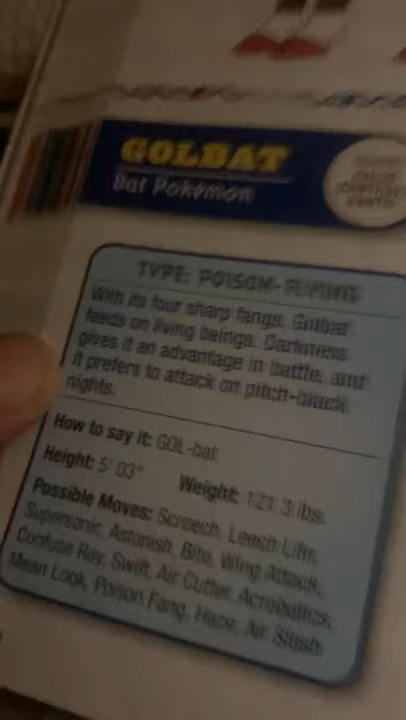 GOLBAT
Bat Pokémon
TYPE: POISON-FLYING
With its four sharp fangs, Golbat
feeds on living beings. Darkness
gives it an advantage in battle, and
it prefers to attack on pitch-black
nights.
How to say it: GOL-bat
Height: 5' 03"
Weight: 121.3 lbs.
Possible Moves: Screech, Leech Life,
Supersonic, Astonish, Bite, Wing Attack,
Confuse Ray, Swift, Air Cutter, Acrobatics,
Mean Look, Poison Fang, Haze, Air Slash